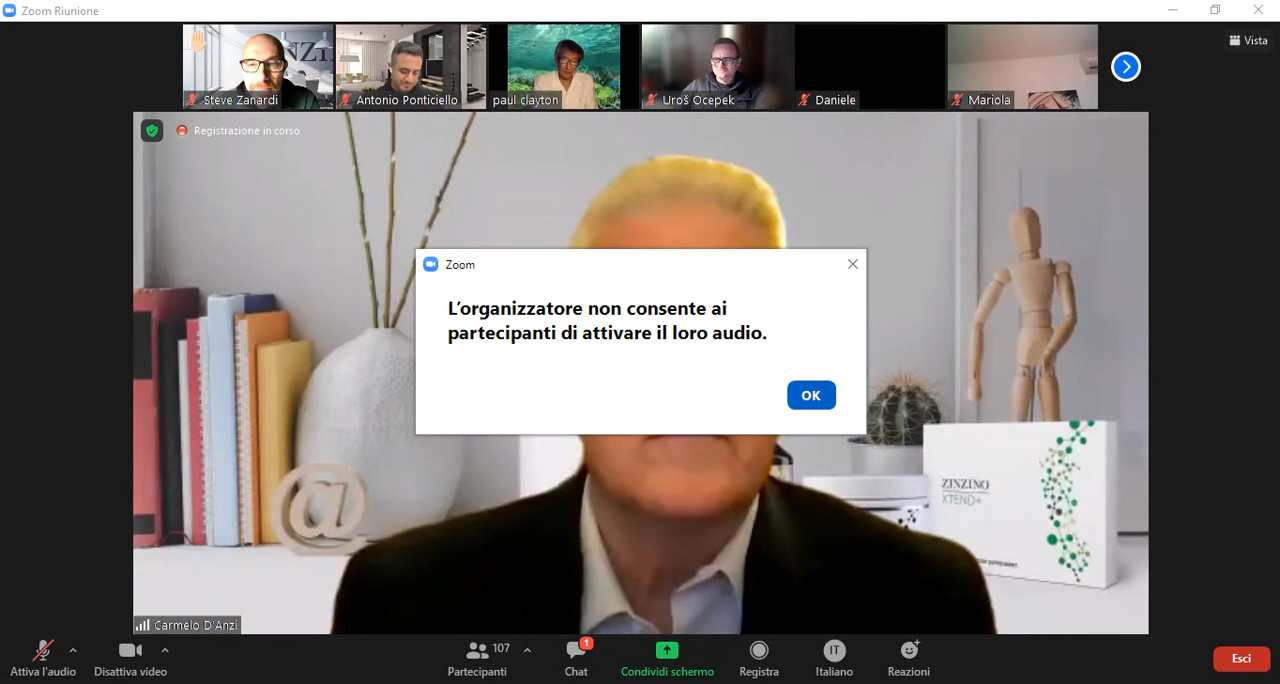 Zoom Riunione
NZI
Steve Zanardi
Antonio Ponticiello
paul clayton
Uroš Ocepek
Daniele
Mariola
Vista
Registrazione in corso
Zoom
L’organizzatore non consente ai
partecipanti di attivare il loro audio.
OK
@
ZINZINO
XTEND+
Carmelo D'Anzi
Attiva l'audio
Disattiva video
107
Partecipanti
1
Chat
Condividi schermo
Registra
IT
Italiano
Reazioni
Esci